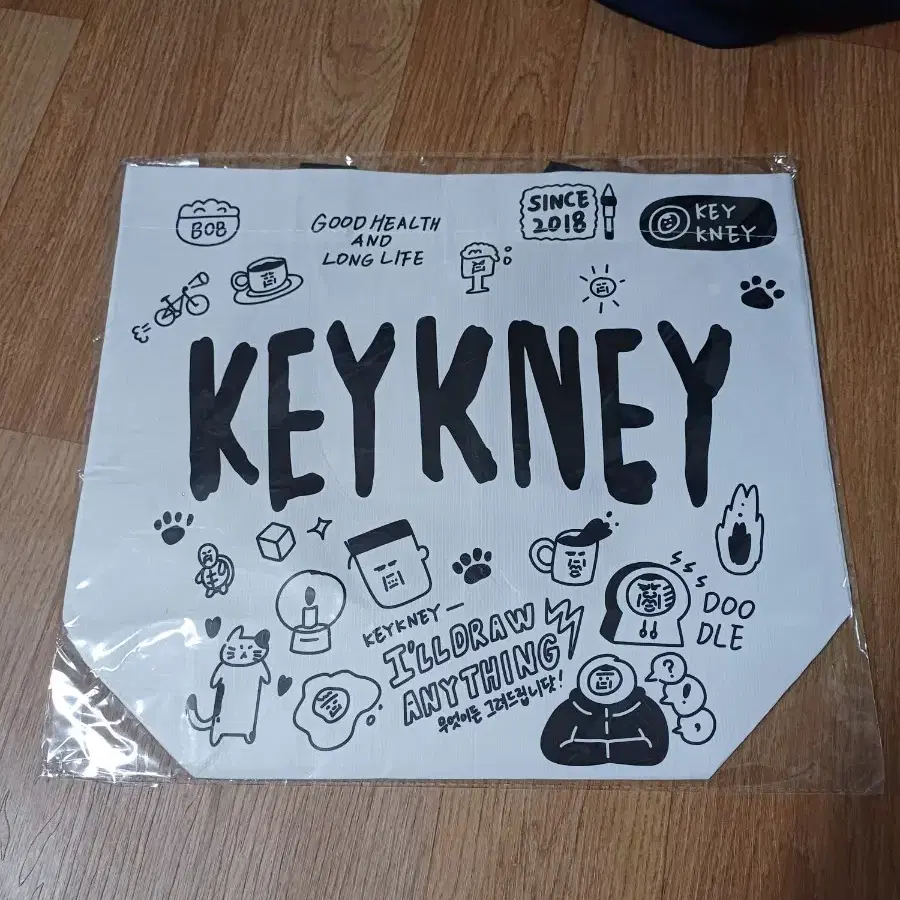 BOB
GOOD HEALTH
AND
LONG LIFE
SINCE
2018
KEY
KNEY
KEYKNEY
KEYKNEY—
I'LL DRAW
ANYTHING
무엇이든 그려드립니닷!
DOO
DLE
?